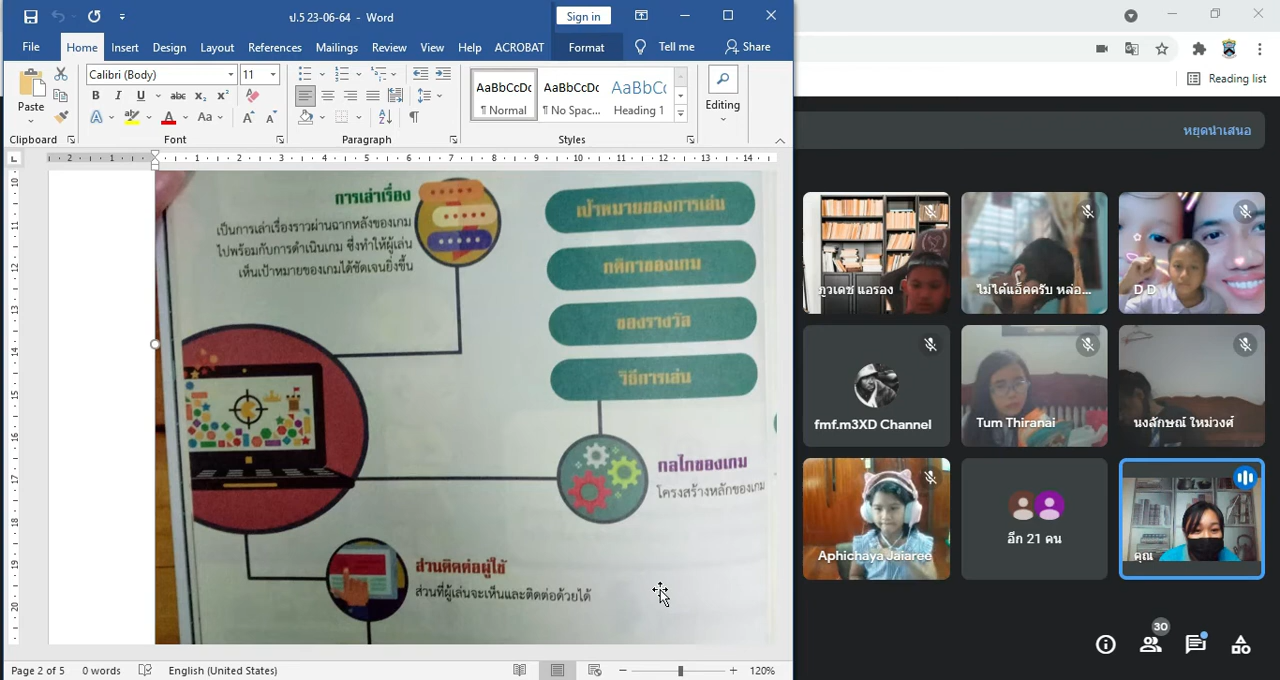 ป.5 23-06-64 - Word
Sign in
File
Home
Insert
Design
Layout
References
Mailings
Review
View
Help
ACROBAT
Format
Tell me
Share
Paste
Calibri (Body)
11
B I U abc x₂ x²
Aa
AaBbCcDc
AaBbCcDc
AaBbCc
¶ Normal
¶ No Spac...
Heading 1
Editing
Clipboard
Font
Paragraph
Styles
Reading list
หยุดนำเสนอ
การเล่าเรื่อง
เป็นการเล่าเรื่องราวผ่านฉากหลังของเกม
ไปพร้อมกับการดำเนินเกม ซึ่งทำให้ผู้เล่น
เห็นเป้าหมายของเกมได้ชัดเจนยิ่งขึ้น
เป้าหมายของการเล่น
กติกาของเกม
ของรางวัล
วิธีการเล่น
กลไกของเกม
โครงสร้างหลักของเกม
ส่วนติดต่อผู้ใช้
ส่วนที่ผู้เล่นจะเห็นและติดต่อด้วยได้
ภูวเดช แอรอง
ไม่ได้แอ็คครับ หล่อ...
D D
fmf.m3XD Channel
Tum Thiranai
นงลักษณ์ ใหม่วงศ์
Aphichaya Jaiaree
อีก 21 คน
คุณ
30
Page 2 of 5
0 words
English (United States)
120%